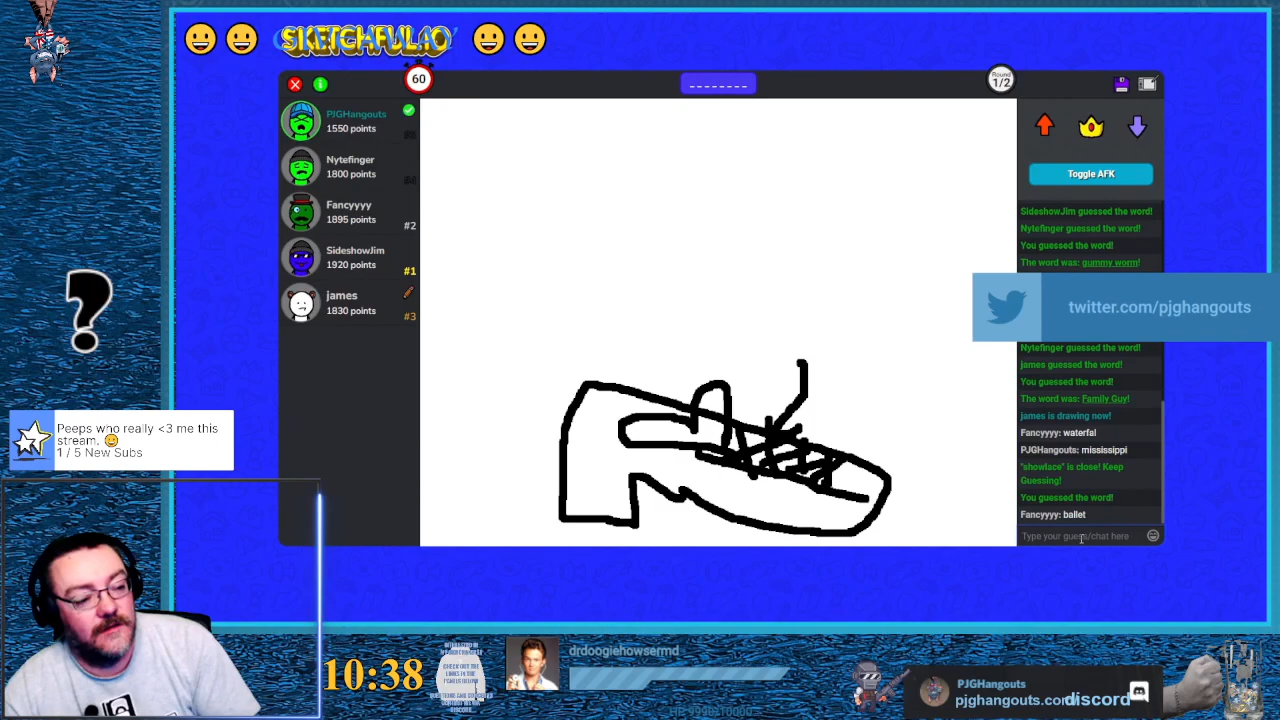 SKETCHFUL.IO
60
________
Round
1/2
PJGHangouts
1550 points
Nytefinger
1800 points
Fancyyyy
1895 points
#2
SideshowJim
1920 points
#1
james
1830 points
#3
Toggle AFK
SideshowJim guessed the word!
Nytefinger guessed the word!
You guessed the word!
The word was: gummy worm!
twitter.com/pjghangouts
Nytefinger guessed the word!
james guessed the word!
You guessed the word!
The word was: Family Guy!
james is drawing now!
Fancyyyy: waterfal
PJGHangouts: mississippi
"showlace" is close! Keep
Guessing!
You guessed the word!
Fancyyyy: ballet
Type your guess/chat here
Peeps who really <3 me this
stream.
1 / 5 New Subs
10:38
CHECK OUT THE
drdoogiehowsermd
PJGHangouts
pjghangouts.com/discord